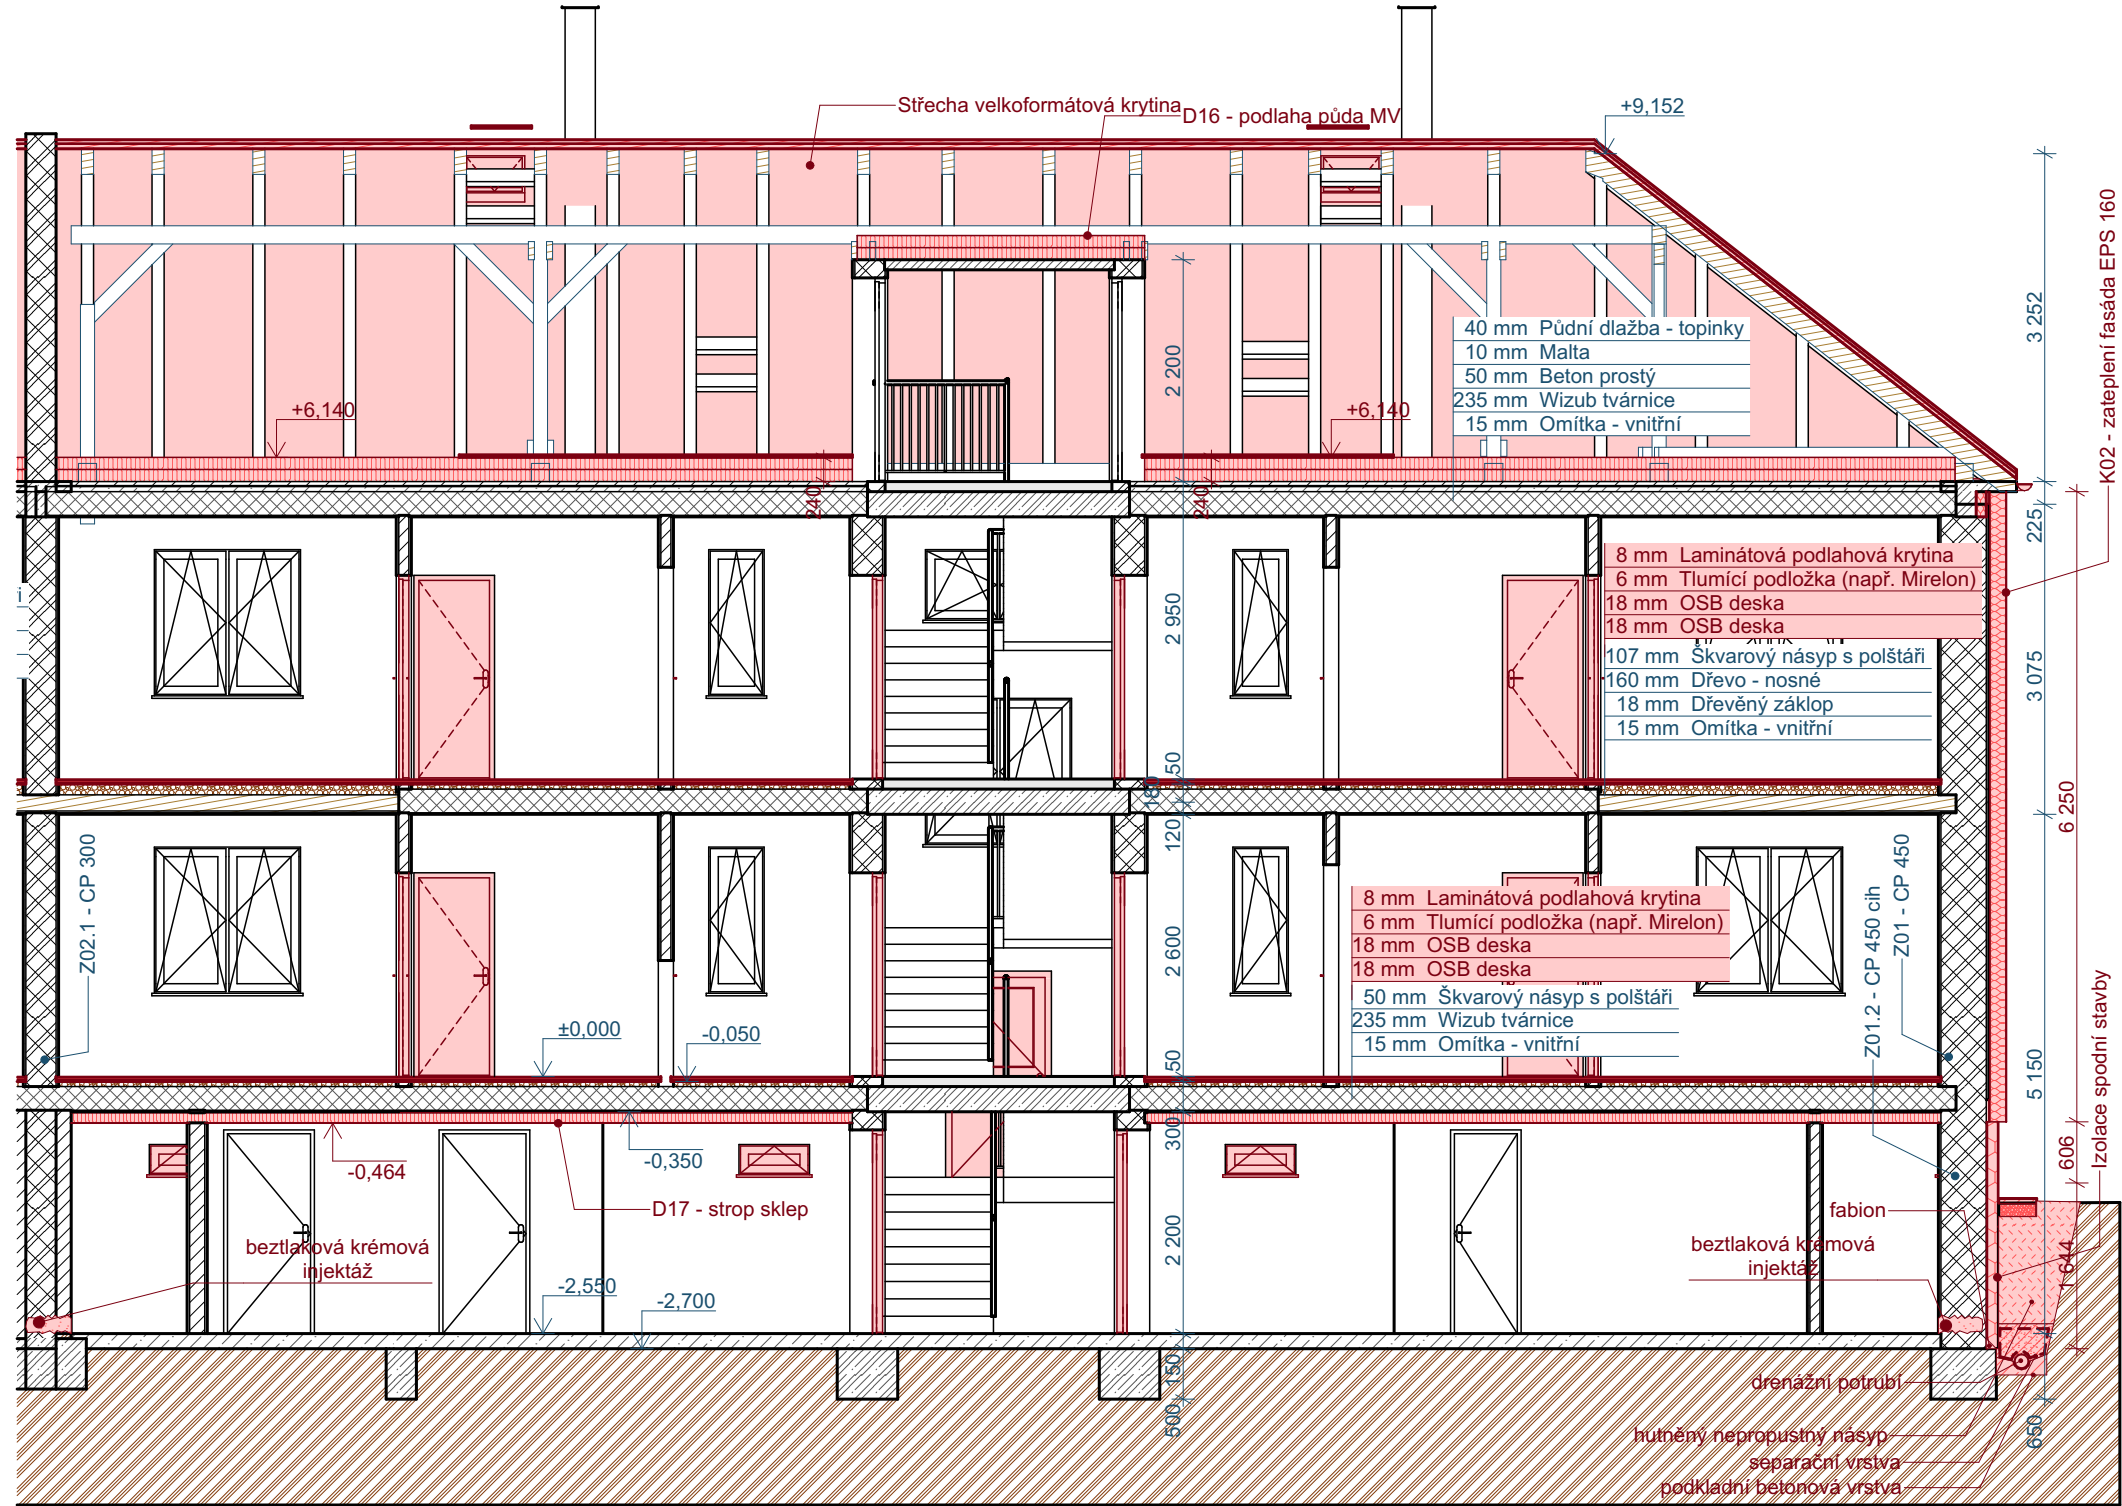 Střecha velkoformátová krytina
D16 - podlaha půda MV
+9,152
K02 - zateplení fasáda EPS 160
3 252
40 mm Půdní dlažba - topinky
10 mm Malta
50 mm Beton prostý
235 mm Wizub tvárnice
15 mm Omítka - vnitřní
2 200
+6,140
+6,140
240
240
225
8 mm Laminátová podlahová krytina
6 mm Tlumící podložka (např. Mirelon)
18 mm OSB deska
18 mm OSB deska
107 mm Škvarový násyp s polštáři
160 mm Dřevo - nosné
18 mm Dřevěný záklop
15 mm Omítka - vnitřní
2 950
3 075
6 250
50
180
120
Z02.1 - CP 300
Z01.2 - CP 450 cih
Z01 - CP 450
8 mm Laminátová podlahová krytina
6 mm Tlumící podložka (např. Mirelon)
18 mm OSB deska
18 mm OSB deska
50 mm Škvarový násyp s polštáři
235 mm Wizub tvárnice
15 mm Omítka - vnitřní
2 600
±0,000
-0,050
50
5 150
Izolace spodní stavby
300
-0,464
-0,350
606
D17 - strop sklep
fabion
beztlaková krémová
injektáž
beztlaková krémová
injektáž
2 200
1 644
-2,550
-2,700
150
500
650
drenážní potrubí
hutněný nepropustný násyp
separační vrstva
podkladní betonová vrstva